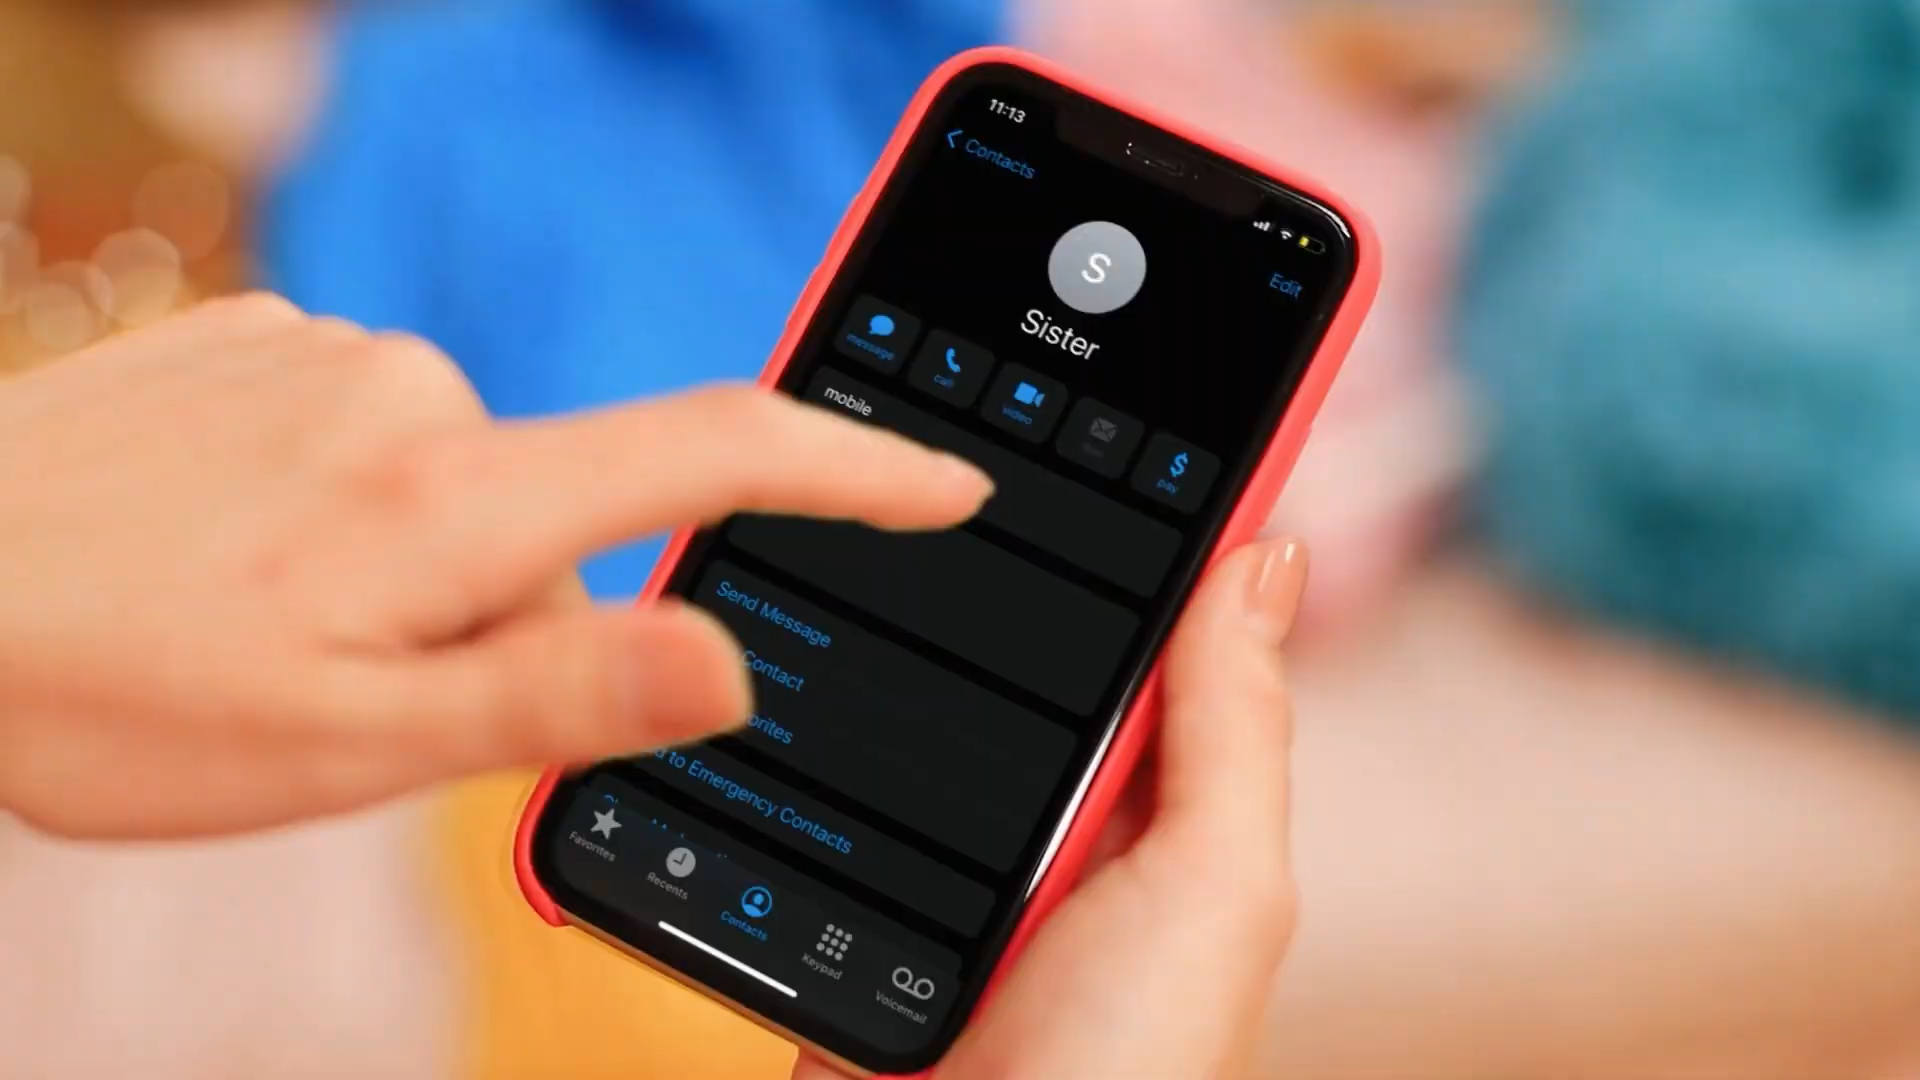 11:13
Contacts
Edit
S
Sister
message
call
video
pay
mobile
Send Message
Contact
orites
d to Emergency Contacts
Favorites
Recents
Contacts
Keypad
Voicemail